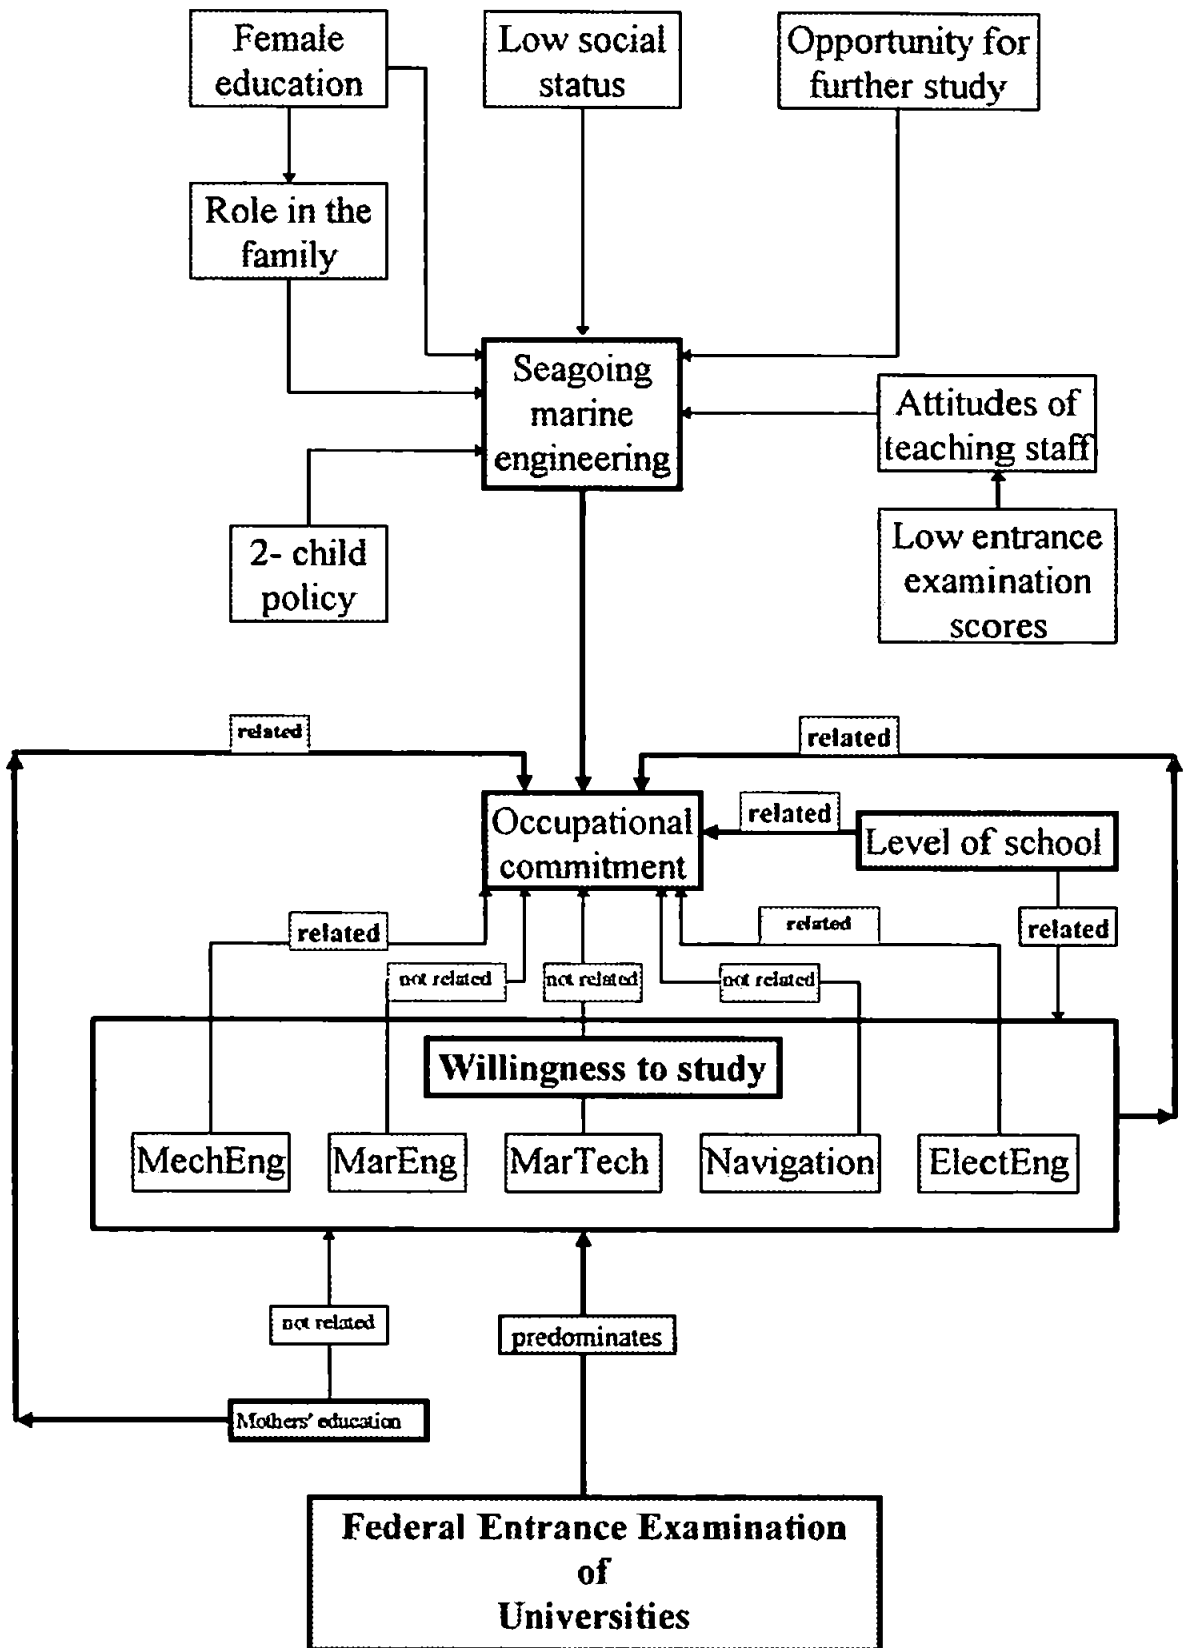 Female
education
Low social
status
Opportunity for
further study
Role in the
family
Seagoing
marine
engineering
Attitudes of
teaching staff
2- child
policy
Low entrance
examination
scores
related
related
Occupational
commitment
related
Level of school
related
related
related
not related
not related
not related
Willingness to study
MechEng
MarEng
MarTech
Navigation
ElectEng
not related
predominates
Mothers' education
Federal Entrance Examination
of
Universities